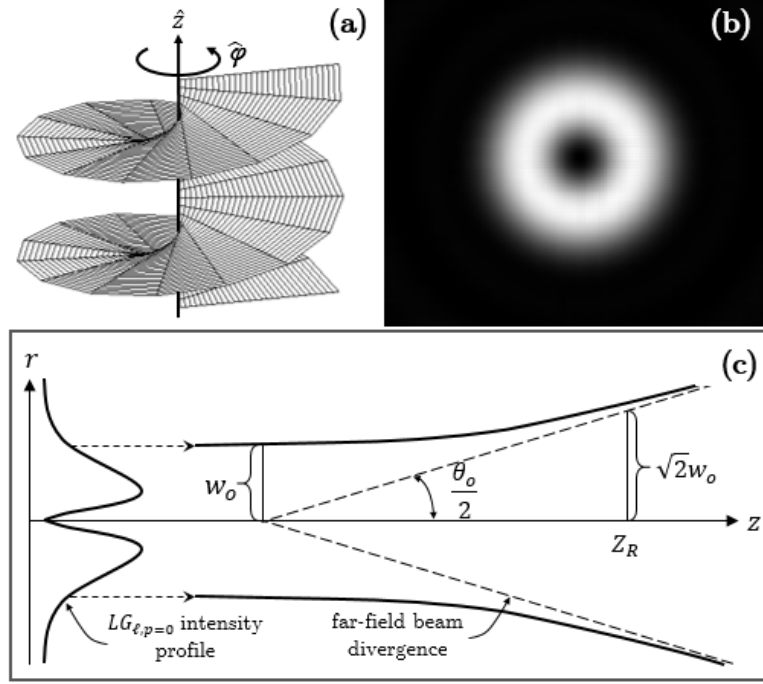 ẑ
(a)
φ̂
(b)
(c)
r
w_o
θ_o/2
√2w_o
z
Z_R
LG_{ℓ,p=0} intensity
profile
far-field beam
divergence